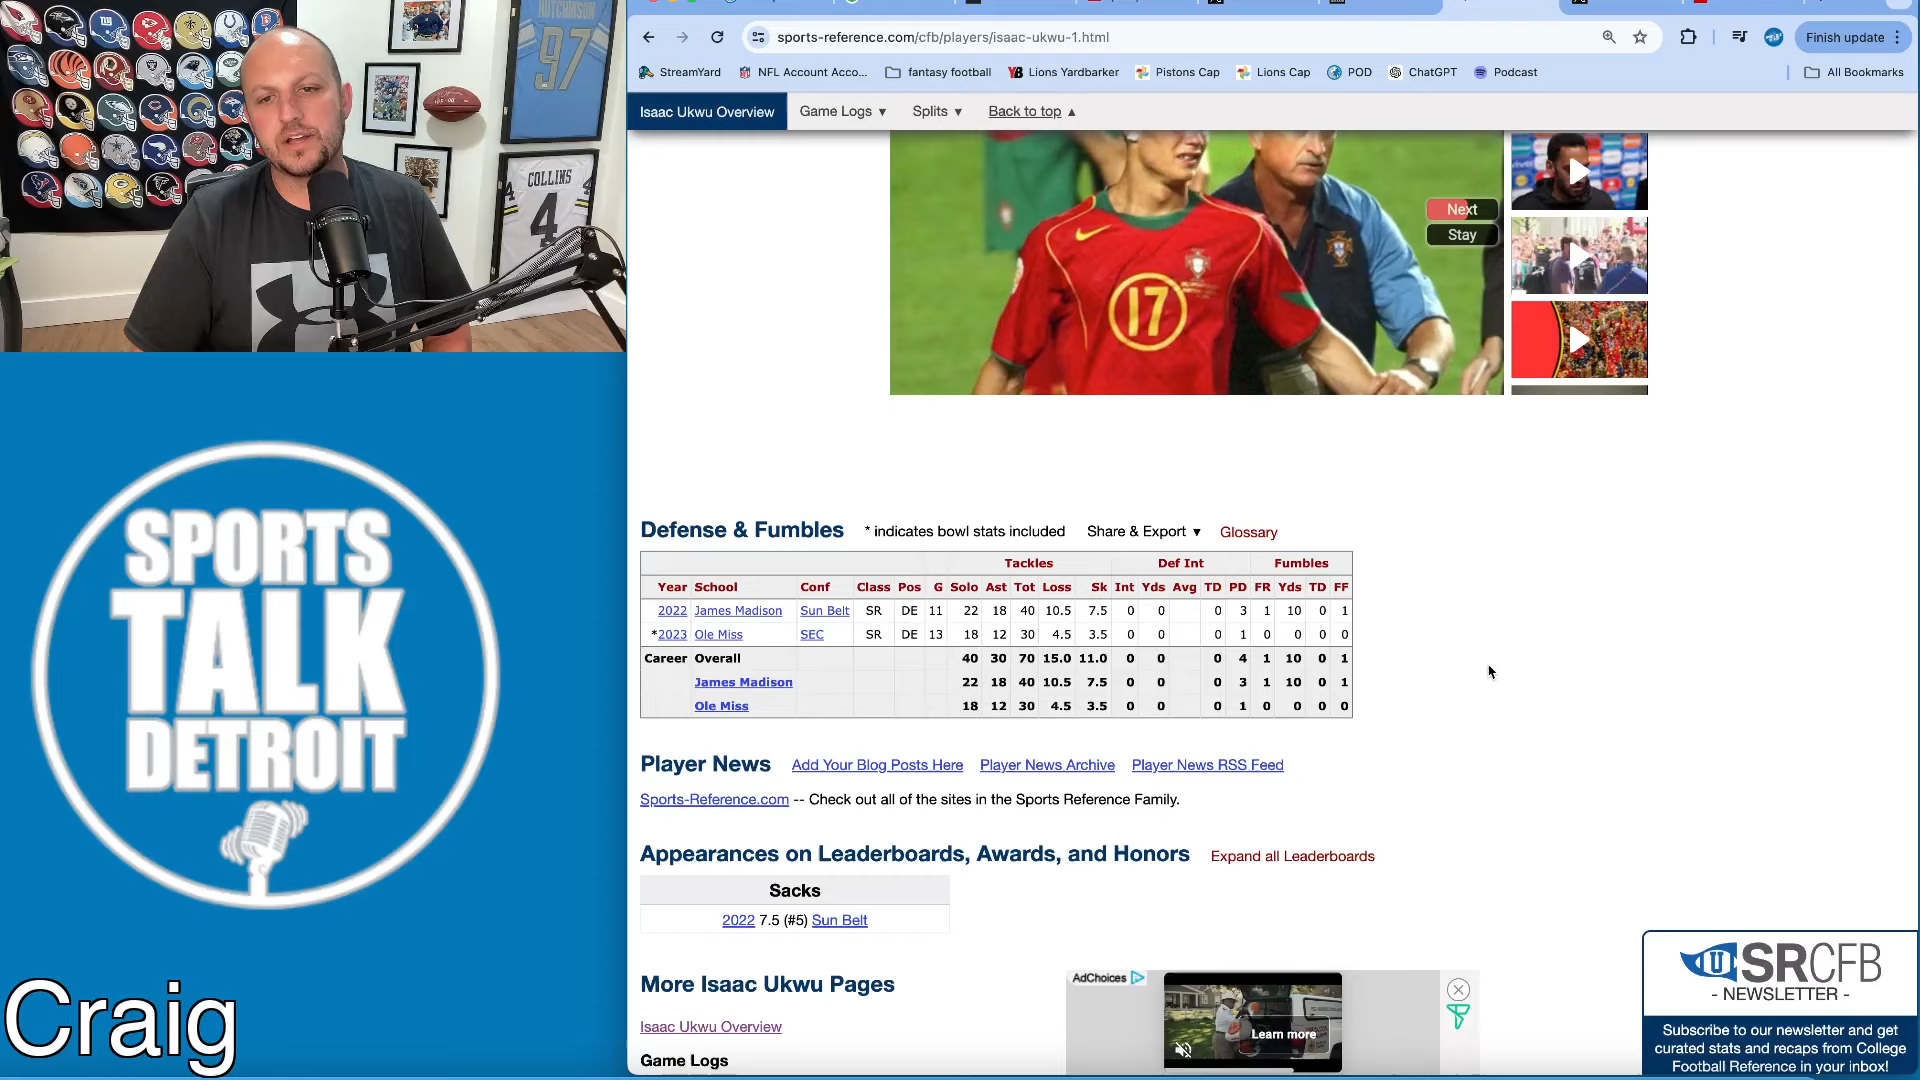 HUTCHINSON
97
COLLINS
4
4
SPORTS
TALK
DETROIT
Craig
sports-reference.com/cfb/players/isaac-ukwu-1.html
Finish update
StreamYard
NFL Account Acco...
fantasy football
Lions Yardbarker
Pistons Cap
Lions Cap
POD
ChatGPT
Podcast
All Bookmarks
Isaac Ukwu Overview
Game Logs ▼
Splits ▼
Back to top ▲
17
Next
Stay
Defense & Fumbles * indicates bowl stats included Share & Export ▼ Glossary
Tackles Def Int Fumbles
Year School Conf Class Pos G Solo Ast Tot Loss Sk Int Yds Avg TD PD FR Yds TD FF
2022 James Madison Sun Belt SR DE 11 22 18 40 10.5 7.5 0 0 0 3 1 10 0 1
*2023 Ole Miss SEC SR DE 13 18 12 30 4.5 3.5 0 0 0 1 0 0 0 0
Career Overall 40 30 70 15.0 11.0 0 0 0 4 1 10 0 1
James Madison 22 18 40 10.5 7.5 0 0 0 3 1 10 0 1
Ole Miss 18 12 30 4.5 3.5 0 0 0 1 0 0 0 0
Player News Add Your Blog Posts Here Player News Archive Player News RSS Feed
Sports-Reference.com -- Check out all of the sites in the Sports Reference Family.
Appearances on Leaderboards, Awards, and Honors Expand all Leaderboards
Sacks
2022 7.5 (#5) Sun Belt
More Isaac Ukwu Pages
Isaac Ukwu Overview
Game Logs
AdChoices
Learn more
USRCFB
- NEWSLETTER -
Subscribe to our newsletter and get
curated stats and recaps from College
Football Reference in your inbox!